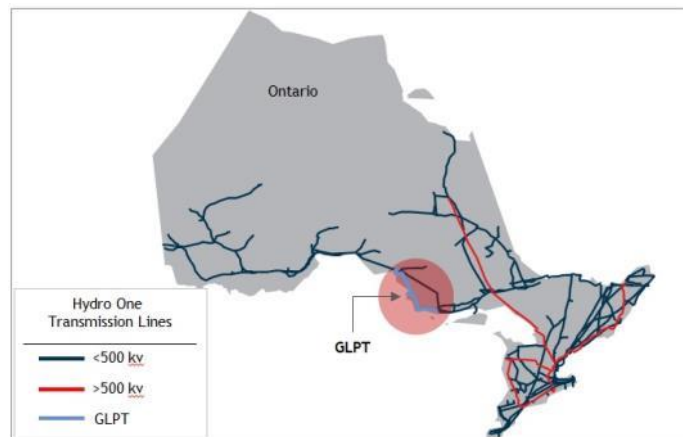 Ontario
GLPT
Hydro One
Transmission Lines
<500 kv
>500 kv
GLPT